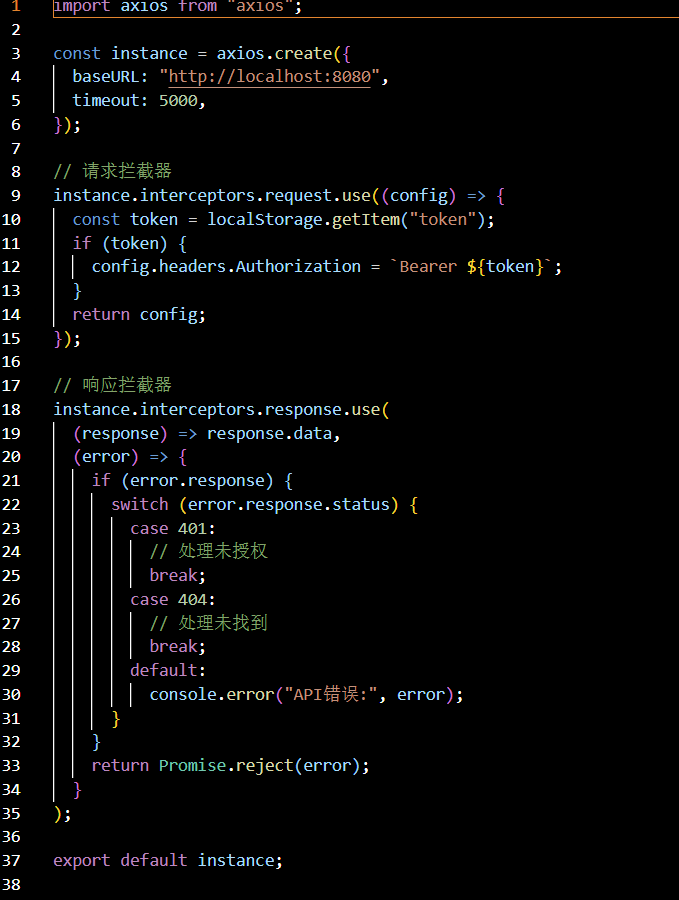 1 import axios from "axios";
2
3 const instance = axios.create({
4   baseURL: "http://localhost:8080",
5   timeout: 5000,
6 });
7
8 // 请求拦截器
9 instance.interceptors.request.use((config) => {
10   const token = localStorage.getItem("token");
11   if (token) {
12     config.headers.Authorization = `Bearer ${token}`;
13   }
14   return config;
15 });
16
17 // 响应拦截器
18 instance.interceptors.response.use(
19   (response) => response.data,
20   (error) => {
21     if (error.response) {
22       switch (error.response.status) {
23         case 401:
24           // 处理未授权
25           break;
26         case 404:
27           // 处理未找到
28           break;
29         default:
30           console.error("API错误:", error);
31       }
32     }
33     return Promise.reject(error);
34   }
35 );
36
37 export default instance;
38